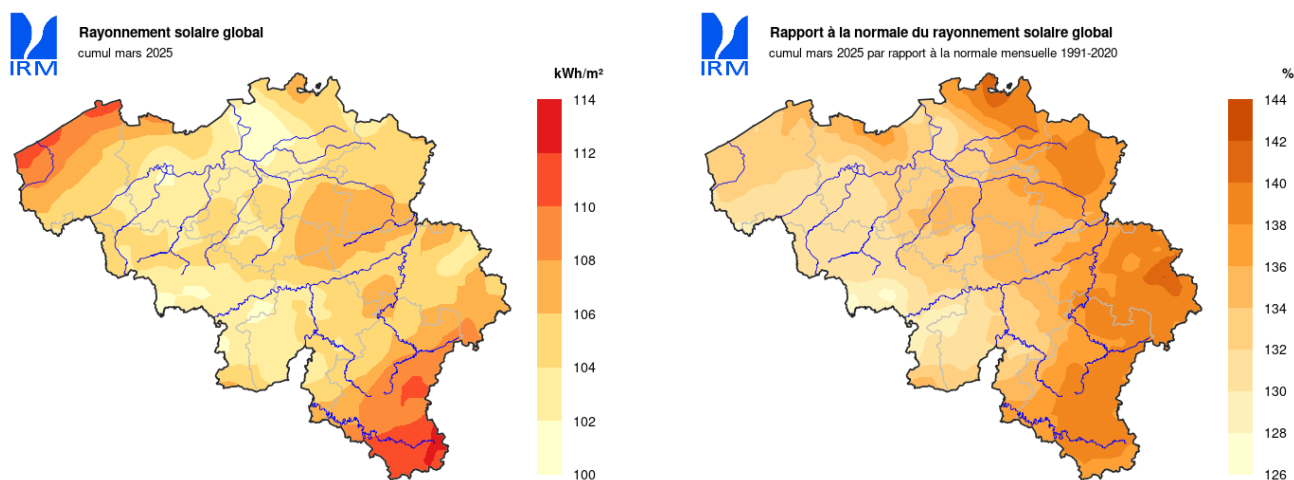 IRM
Rayonnement solaire global
cumul mars 2025
kWh/m²
114
112
110
108
106
104
102
100
IRM
Rapport à la normale du rayonnement solaire global
cumul mars 2025 par rapport à la normale mensuelle 1991-2020
%
144
142
140
138
136
134
132
130
128
126